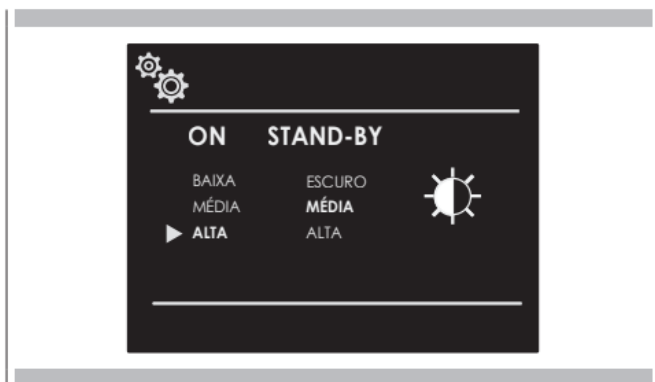 ON STAND-BY
BAIXA ESCURO
MÉDIA MÉDIA
ALTA ALTA